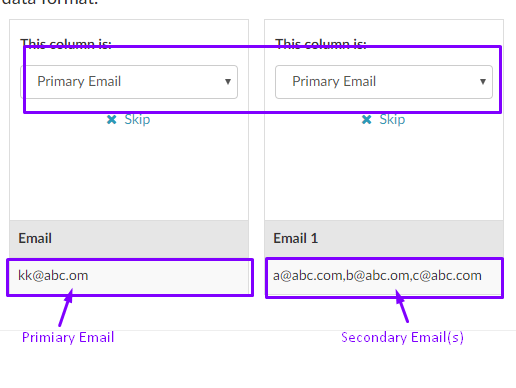 data format.
This column is:
This column is:
Primary Email
Primary Email
✖ Skip
✖ Skip
Email
Email 1
kk@abc.om
a@abc.com,b@abc.om,c@abc.com
Primiary Email
Secondary Email(s)